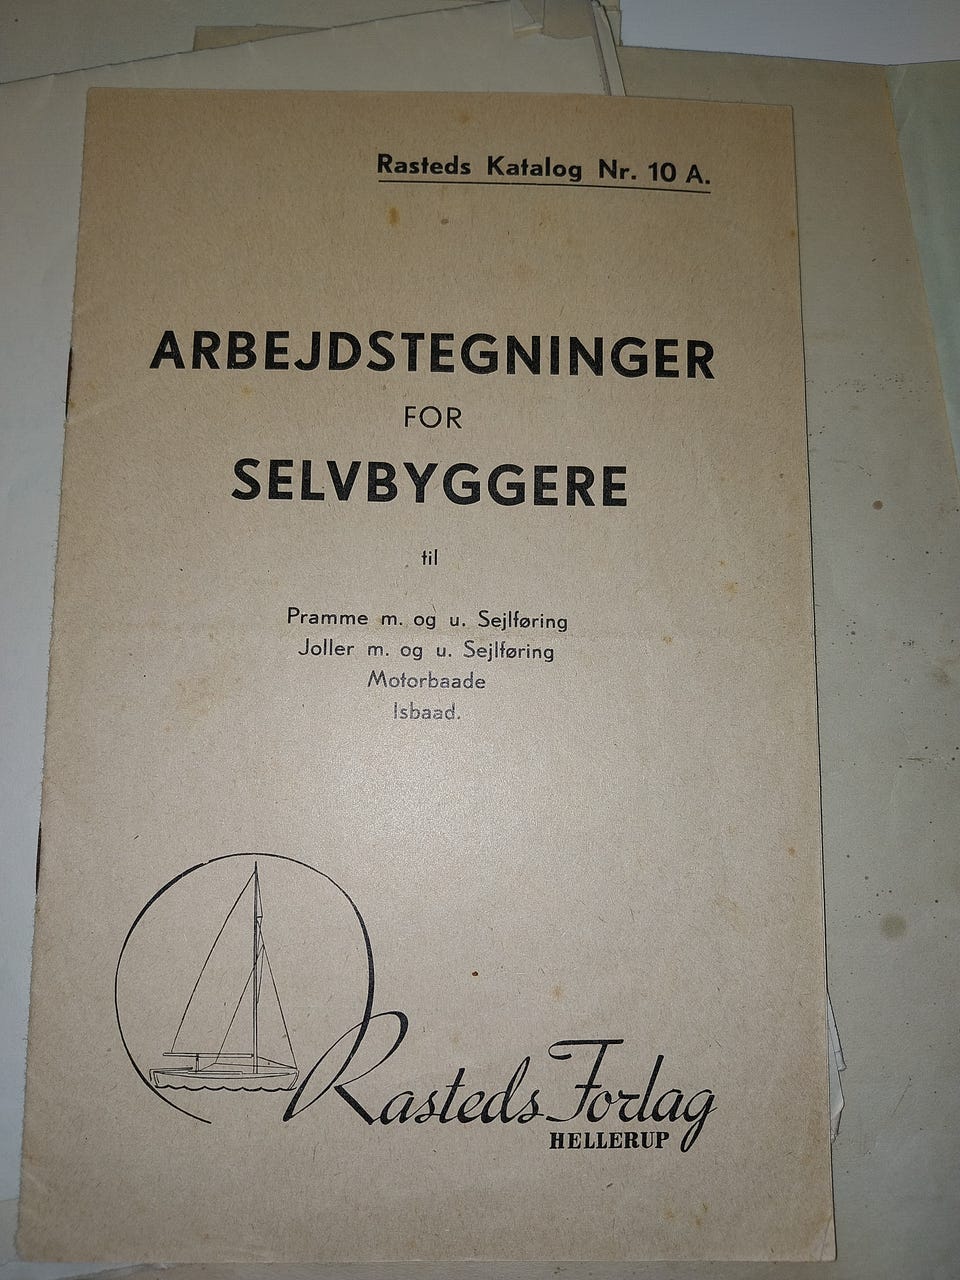 Rasteds Katalog Nr. 10 A.
ARBEJDSTEGNINGER
FOR
SELVBYGGERE
til
Pramme m. og u. Sejlføring
Joller m. og u. Sejlføring
Motorbaade
Isbaad.
Rasteds Forlag
HELLERUP